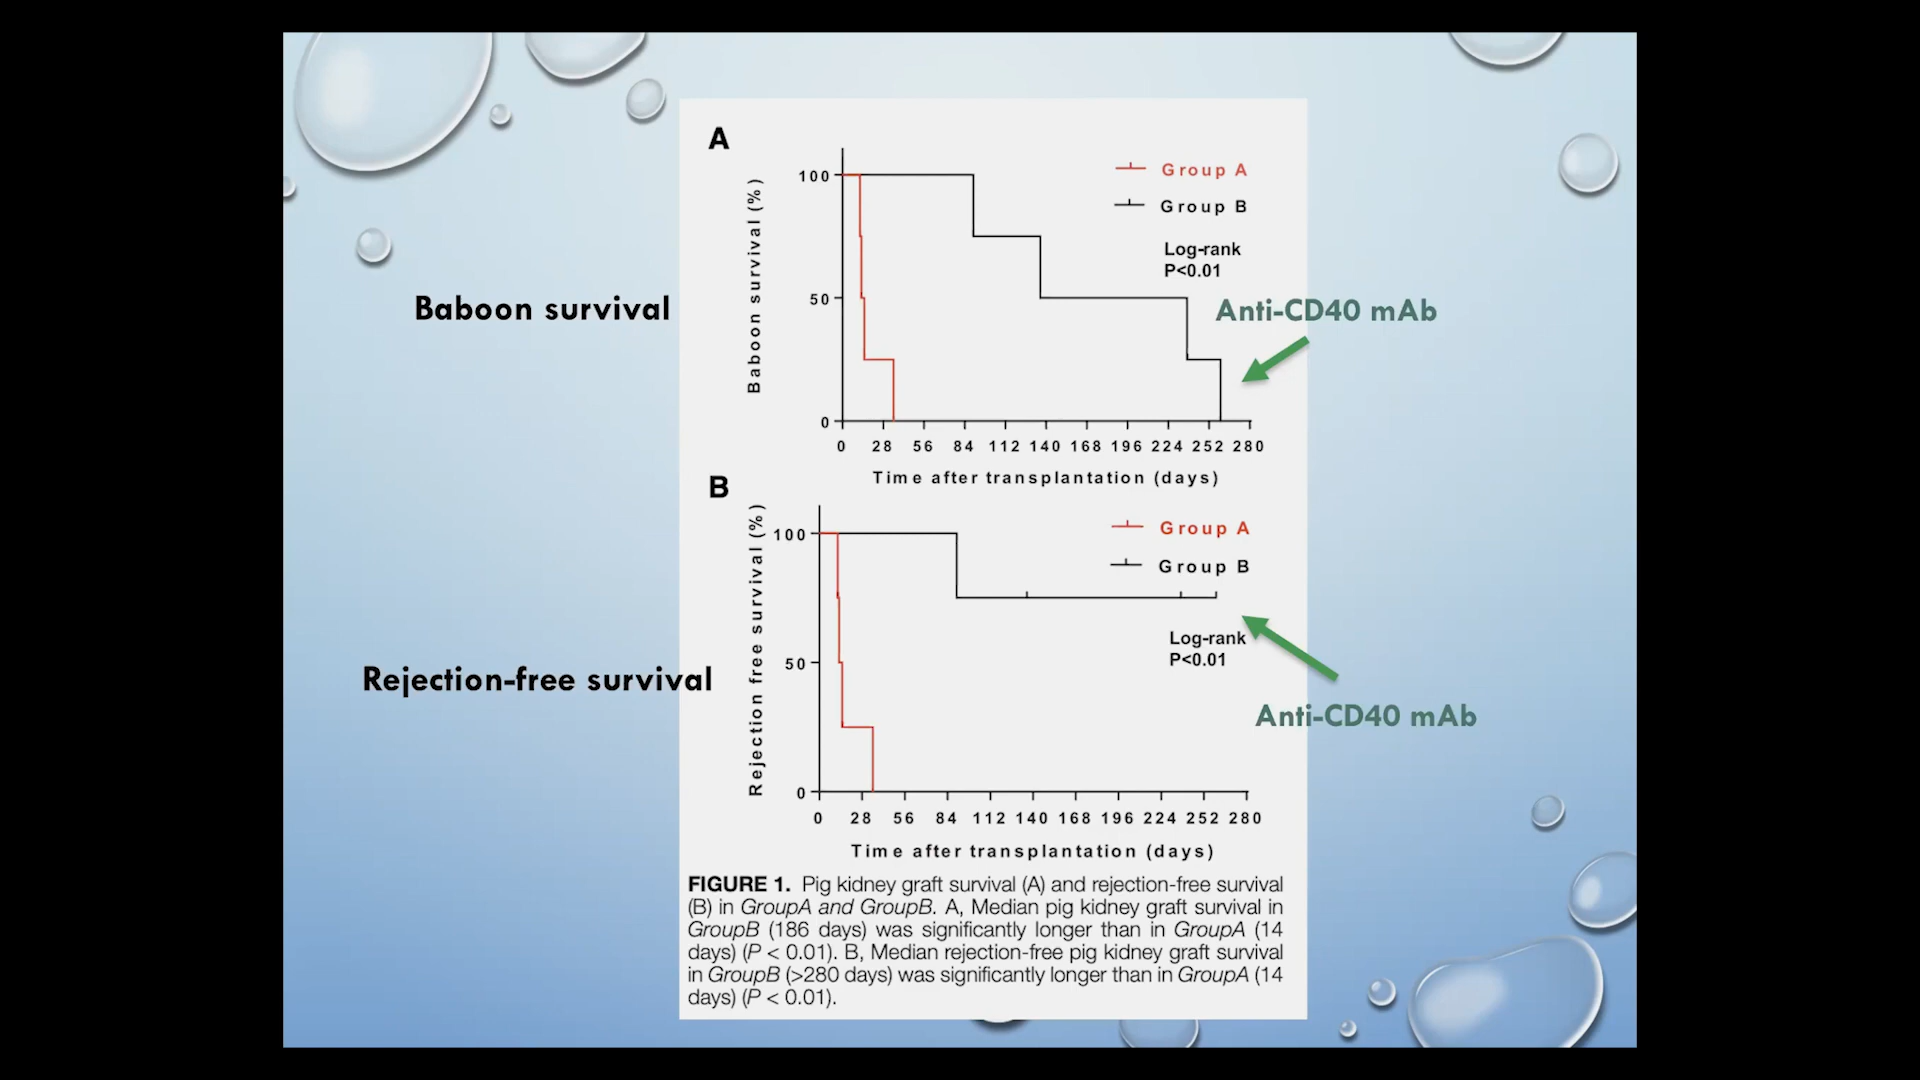 A
Group A
Group B
Log-rank
P<0.01
Baboon survival (%)
100
50
0
0 28 56 84 112 140 168 196 224 252 280
Time after transplantation (days)
Baboon survival
Anti-CD40 mAb
B
Group A
Group B
Log-rank
P<0.01
Rejection free survival (%)
100
50
0
0 28 56 84 112 140 168 196 224 252 280
Time after transplantation (days)
Rejection-free survival
Anti-CD40 mAb
FIGURE 1. Pig kidney graft survival (A) and rejection-free survival
(B) in GroupA and GroupB. A, Median pig kidney graft survival in
GroupB (186 days) was significantly longer than in GroupA (14
days) (P < 0.01). B, Median rejection-free pig kidney graft survival
in GroupB (>280 days) was significantly longer than in GroupA (14
days) (P < 0.01).